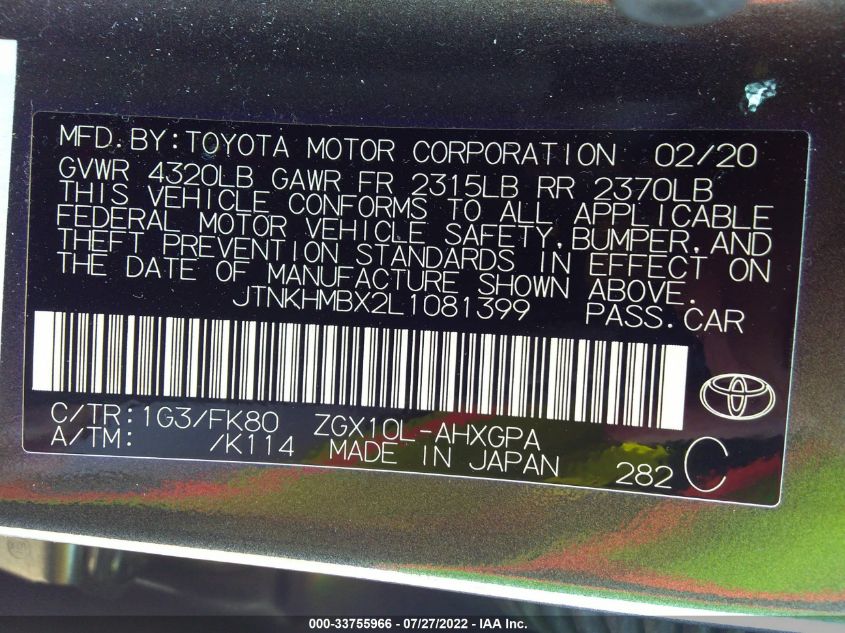 MFD.BY:TOYOTA MOTOR CORPORATION 02/20
GVWR 4320LB GAWR FR 2315LB RR 2370LB
THIS VEHICLE CONFORMS TO ALL APPLICABLE
FEDERAL MOTOR VEHICLE SAFETY,BUMPER,AND
THEFT PREVENTION STANDARDS IN EFFECT ON
THE DATE OF MANUFACTURE SHOWN ABOVE.
JTNKHMBX2L1081399 PASS.CAR
C/TR:1G3/FK80 ZGX10L-AHXGPA
A/TM: /K114 MADE IN JAPAN 282 C
000-33755966 - 07/27/2022 - IAA Inc.